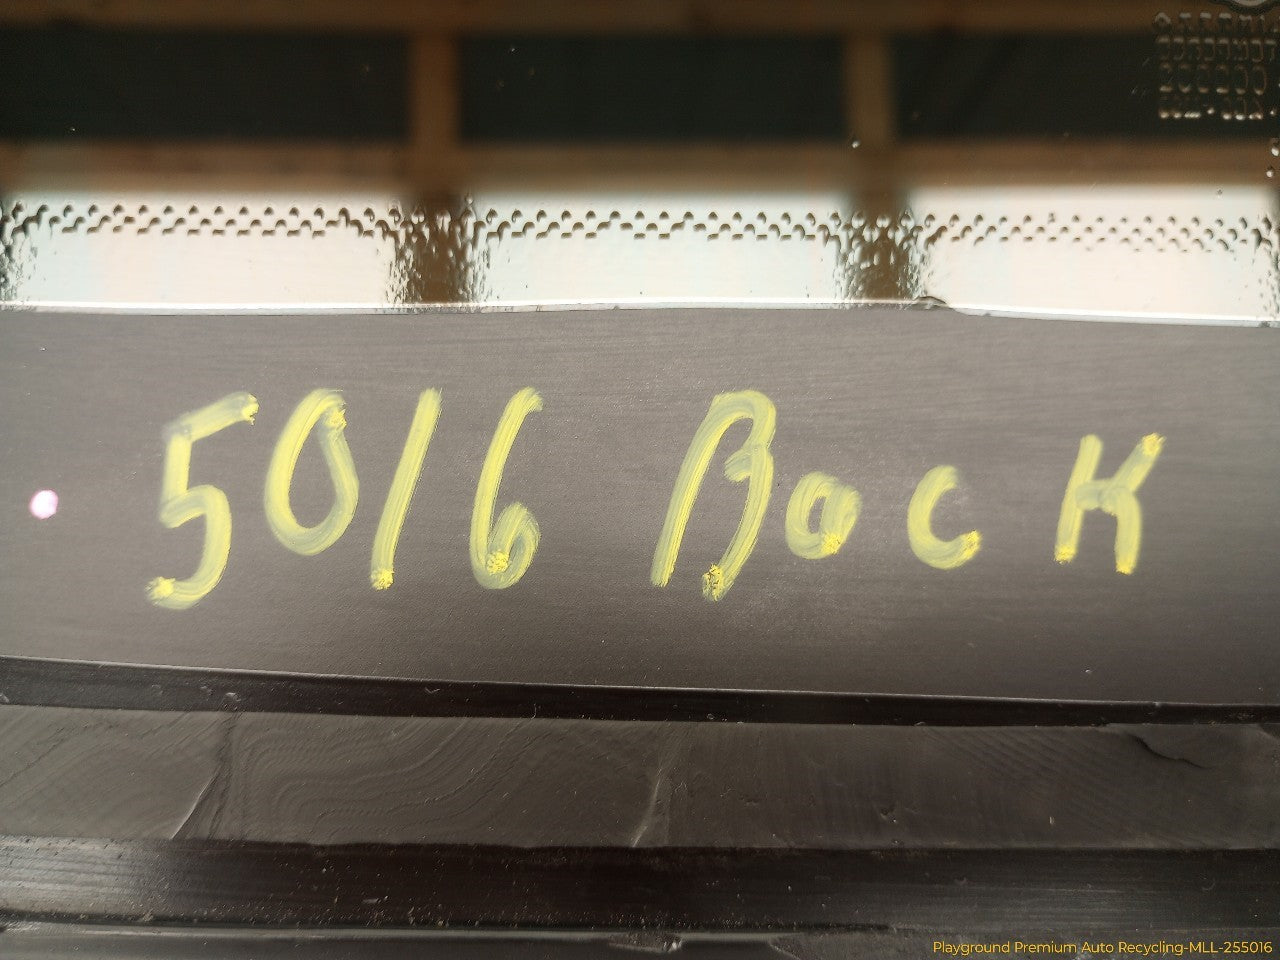 5016 Back
Playground Premium Auto Recycling-MLL-255016